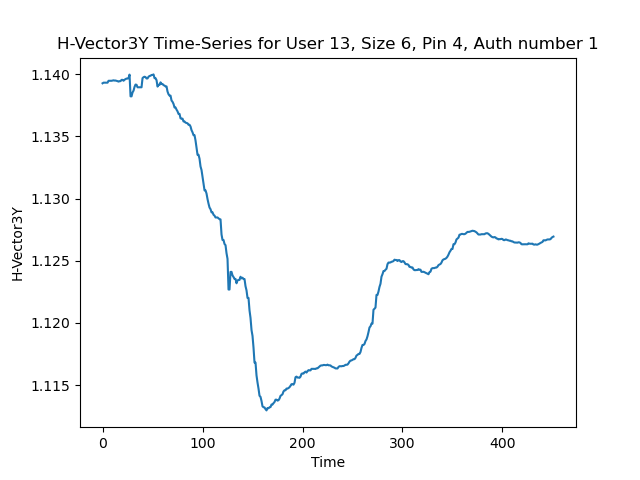 H-Vector3Y Time-Series for User 13, Size 6, Pin 4, Auth number 1
1.140
1.135
1.130
1.125
1.120
1.115
H-Vector3Y
0 100 200 300 400
Time